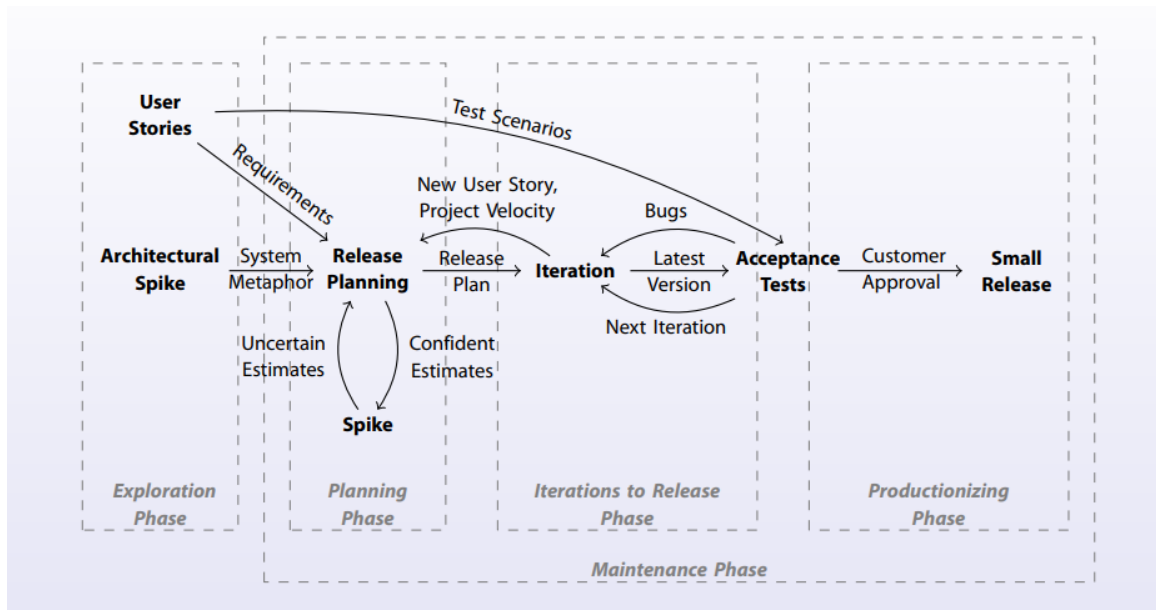 User
Stories
Test Scenarios
Requirements
New User Story,
Project Velocity
Bugs
Architectural
Spike
System
Metaphor
Release
Planning
Release
Plan
Iteration
Latest
Version
Acceptance
Tests
Customer
Approval
Small
Release
Next Iteration
Uncertain
Estimates
Confident
Estimates
Spike
Exploration
Phase
Planning
Phase
Iterations to Release
Phase
Productionizing
Phase
Maintenance Phase